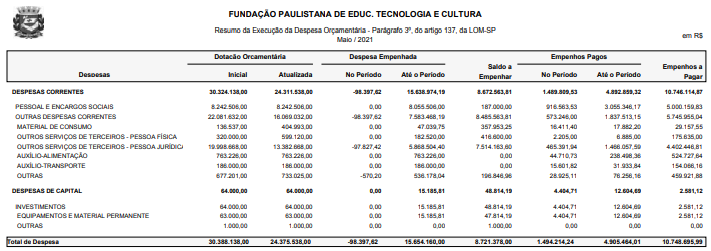 FUNDAÇÃO PAULISTANA DE EDUC. TECNOLOGIA E CULTURA
Resumo da Execução da Despesa Orçamentária - Parágrafo 3º, do artigo 137, da LOM-SP
Maio / 2021
em R$
Despesas Dotacão Orcamentária Despesa Empenhada Saldo a Empenhar Empenhos Pagos Empenhos a Pagar
Inicial Atualizada No Período Até o Período No Período Até o Período
DESPESAS CORRENTES 30.324.138,00 24.311.538,00 -98.397,62 15.638.974,19 8.672.563,81 1.489.809,53 4.892.859,32 10.746.114,87
PESSOAL E ENCARGOS SOCIAIS 8.242.506,00 8.242.506,00 0,00 8.055.506,00 187.000,00 916.563,53 3.055.346,17 5.000.159,83
OUTRAS DESPESAS CORRENTES 22.081.632,00 16.069.032,00 -98.397,62 7.583.468,19 8.485.563,81 573.246,00 1.837.513,15 5.745.955,04
MATERIAL DE CONSUMO 136.537,00 404.993,00 0,00 47.039,75 357.953,25 16.411,40 17.882,20 29.157,55
OUTROS SERVIÇOS DE TERCEIROS - PESSOA FÍSICA 320.000,00 599.120,00 0,00 182.520,00 416.600,00 2.205,00 6.885,00 175.635,00
OUTROS SERVIÇOS DE TERCEIROS - PESSOA JURÍDICA 19.998.668,00 13.382.668,00 -97.827,42 5.868.504,40 7.514.163,60 465.391,94 1.466.057,59 4.402.446,81
AUXÍLIO-ALIMENTAÇÃO 763.226,00 763.226,00 0,00 763.226,00 0,00 44.710,73 238.498,36 524.727,64
AUXÍLIO-TRANSPORTE 186.000,00 186.000,00 0,00 186.000,00 0,00 15.601,82 31.933,84 154.066,16
OUTRAS 677.201,00 733.025,00 -570,20 536.178,04 196.846,96 28.925,11 76.256,16 459.921,88
DESPESAS DE CAPITAL 64.000,00 64.000,00 0,00 15.185,81 48.814,19 4.404,71 12.604,69 2.581,12
INVESTIMENTOS 64.000,00 64.000,00 0,00 15.185,81 48.814,19 4.404,71 12.604,69 2.581,12
EQUIPAMENTOS E MATERIAL PERMANENTE 63.000,00 63.000,00 0,00 15.185,81 47.814,19 4.404,71 12.604,69 2.581,12
OUTRAS 1.000,00 1.000,00 0,00 0,00 1.000,00 0,00 0,00 0,00
Total de Despesa 30.388.138,00 24.375.538,00 -98.397,62 15.654.160,00 8.721.378,00 1.494.214,24 4.905.464,01 10.748.695,99